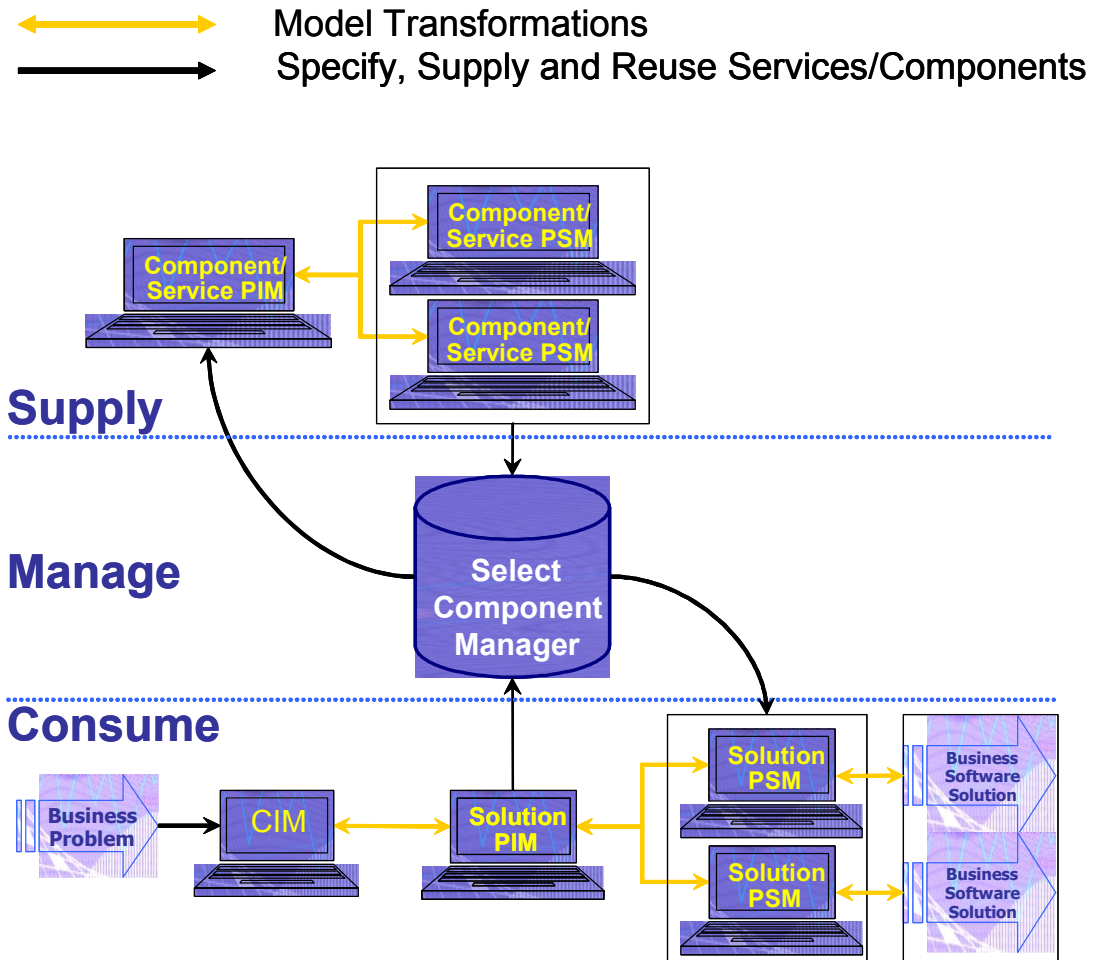 Model Transformations
Specify, Supply and Reuse Services/Components
Component/
Service PSM
Component/
Service PIM
Component/
Service PSM
Supply
Manage
Select
Component
Manager
Consume
Business
Problem
CIM
Solution
PIM
Solution
PSM
Business
Software
Solution
Solution
PSM
Business
Software
Solution